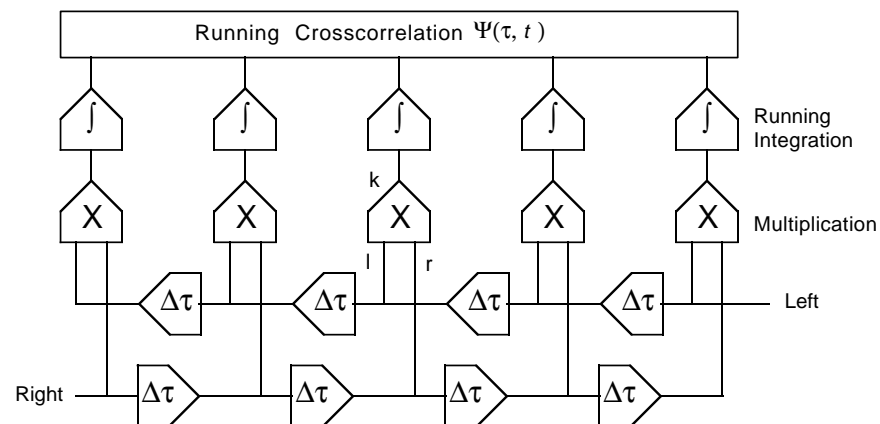 Running Crosscorrelation Ψ(τ, t )
∫ ∫ ∫ ∫ ∫
Running
Integration
k
X X X X X
Multiplication
l r
Δτ Δτ Δτ Δτ
Left
Right
Δτ Δτ Δτ Δτ